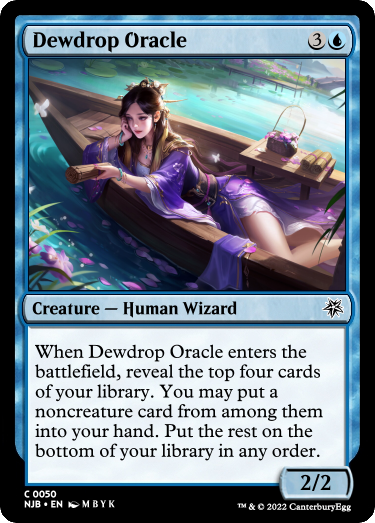 Dewdrop Oracle 3
Creature — Human Wizard
When Dewdrop Oracle enters the
battlefield, reveal the top four cards
of your library. You may put a
noncreature card from among them
into your hand. Put the rest on the
bottom of your library in any order.
2/2
C 0050
NJB • EN MBYK
™ & © 2022 CanterburyEgg